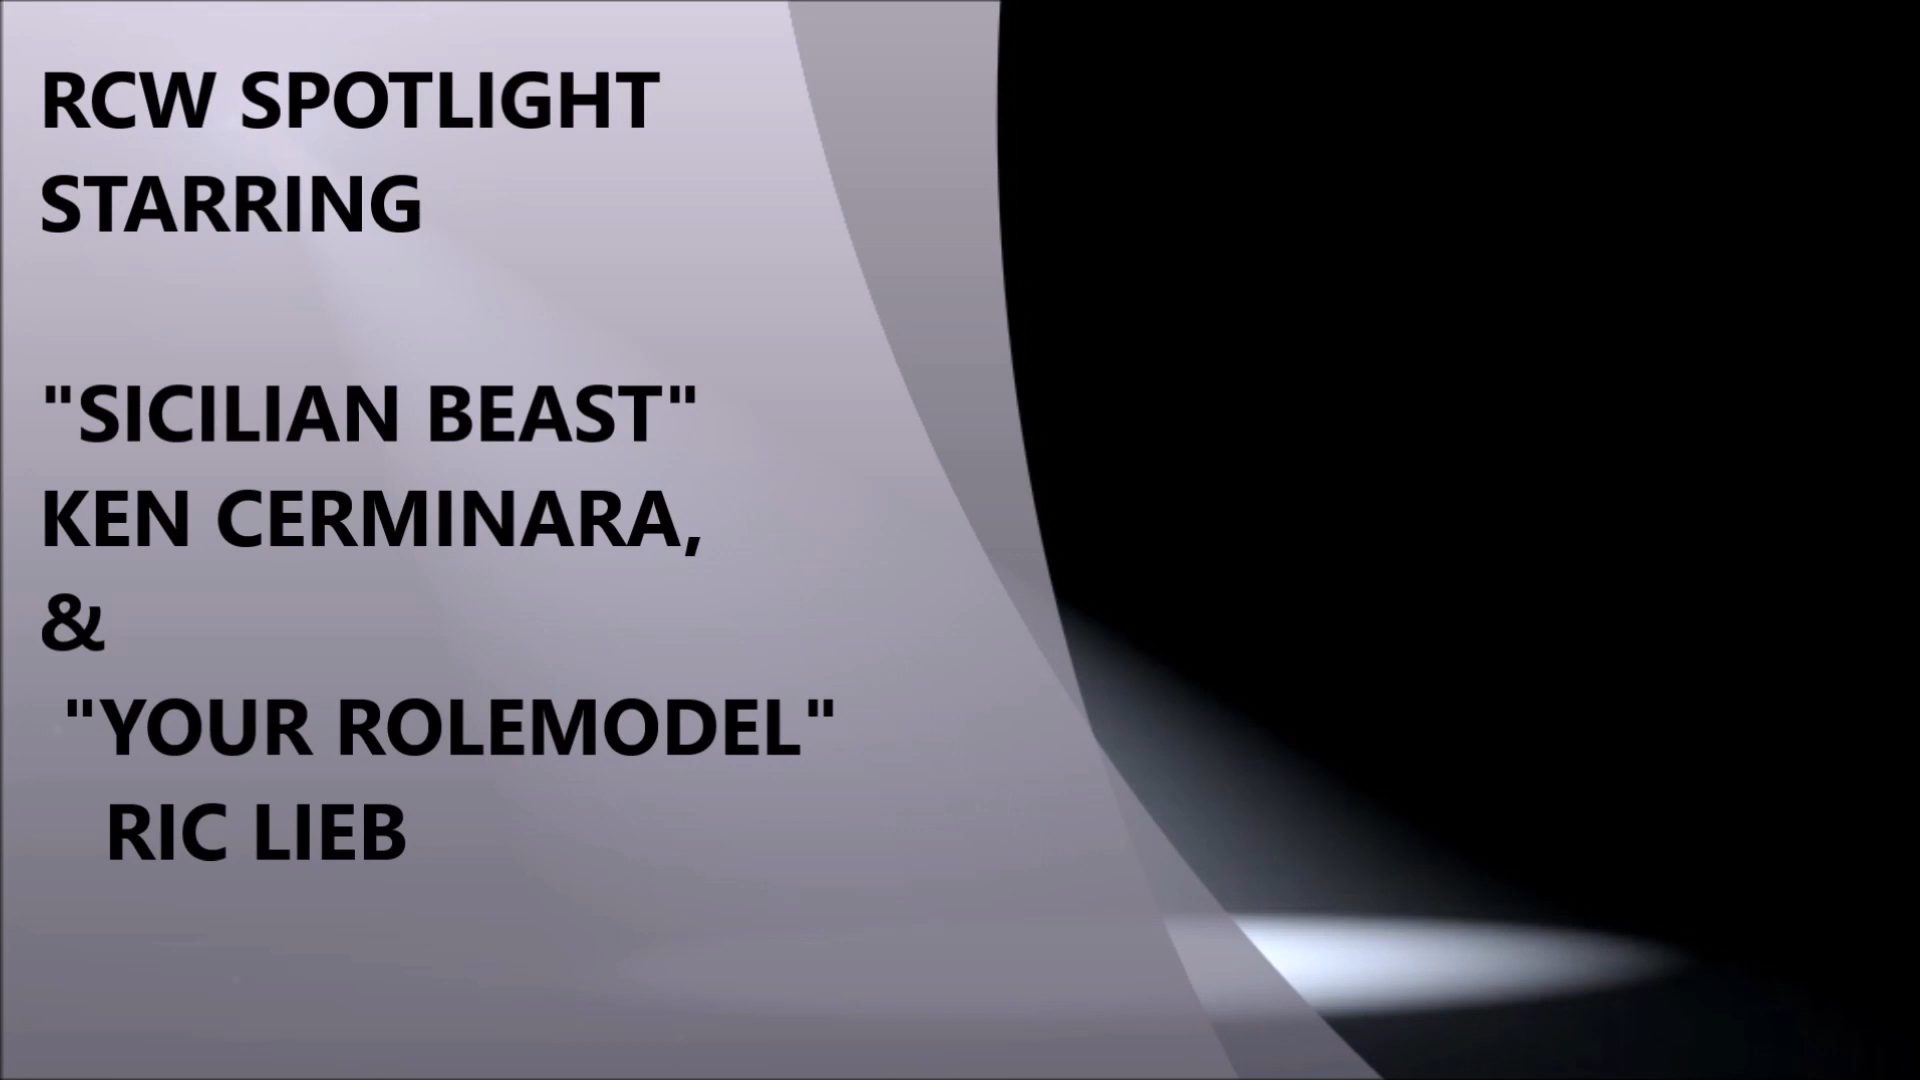 RCW SPOTLIGHT
STARRING
"SICILIAN BEAST"
KEN CERMINARA,
&
"YOUR ROLEMODEL"
RIC LIEB